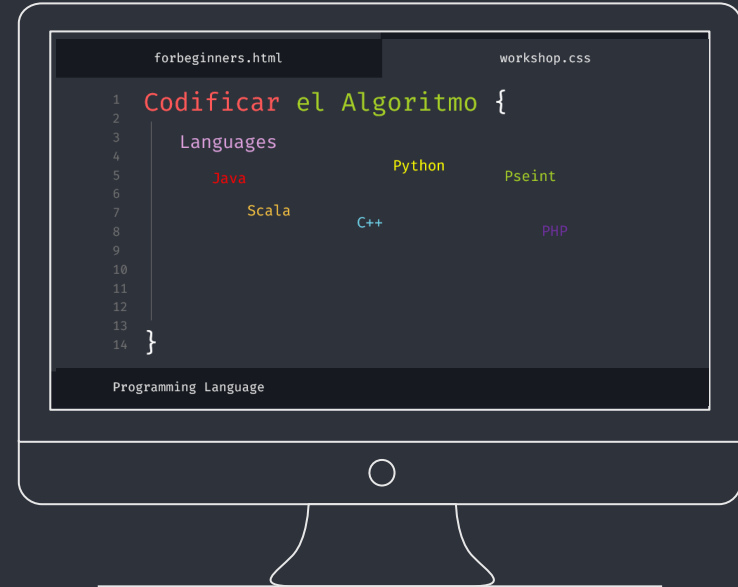 forbeginners.html
workshop.css
1
2
3
4
5
6
7
8
9
10
11
12
13
14
Codificar el Algoritmo {
Languages
Python
Java
Pseint
Scala
C++
PHP
}
Programming Language